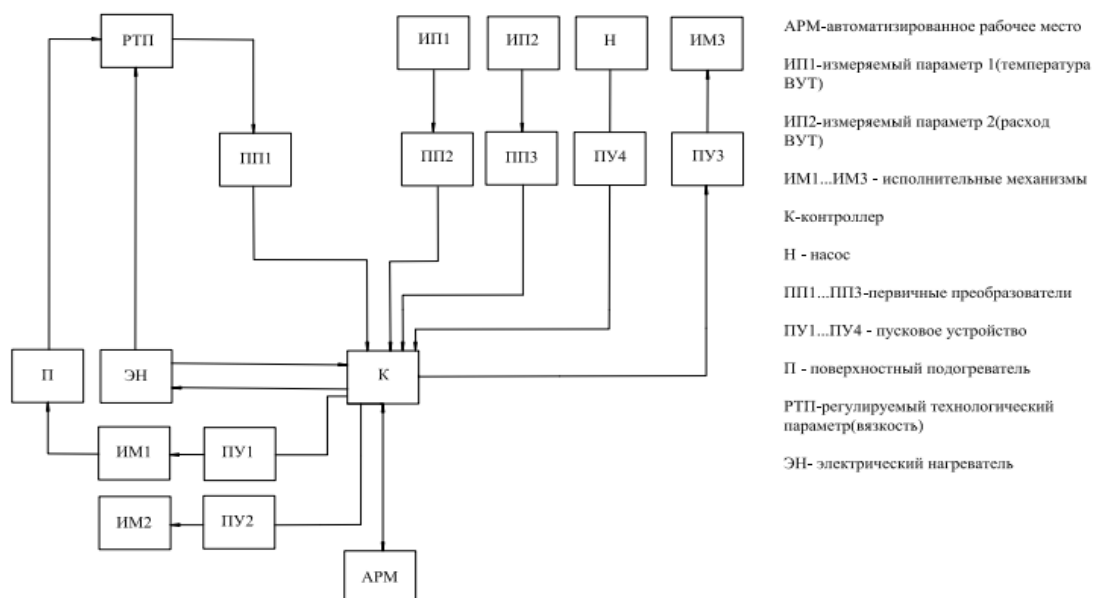 РТП
ИП1
ИП2
Н
ИМ3
ПП1
ПП2
ПП3
ПУ4
ПУ3
П
ЭН
К
ИМ1
ПУ1
ИМ2
ПУ2
АРМ
АРМ-автоматизированное рабочее место
ИП1-измеряемый параметр 1(температура
ВУТ)
ИП2-измеряемый параметр 2(расход
ВУТ)
ИМ1...ИМ3 - исполнительные механизмы
К-контроллер
Н - насос
ПП1...ПП3-первичные преобразователи
ПУ1...ПУ4 - пусковое устройство
П - поверхностный подогреватель
РТП-регулируемый технологический
параметр(вязкость)
ЭН- электрический нагреватель